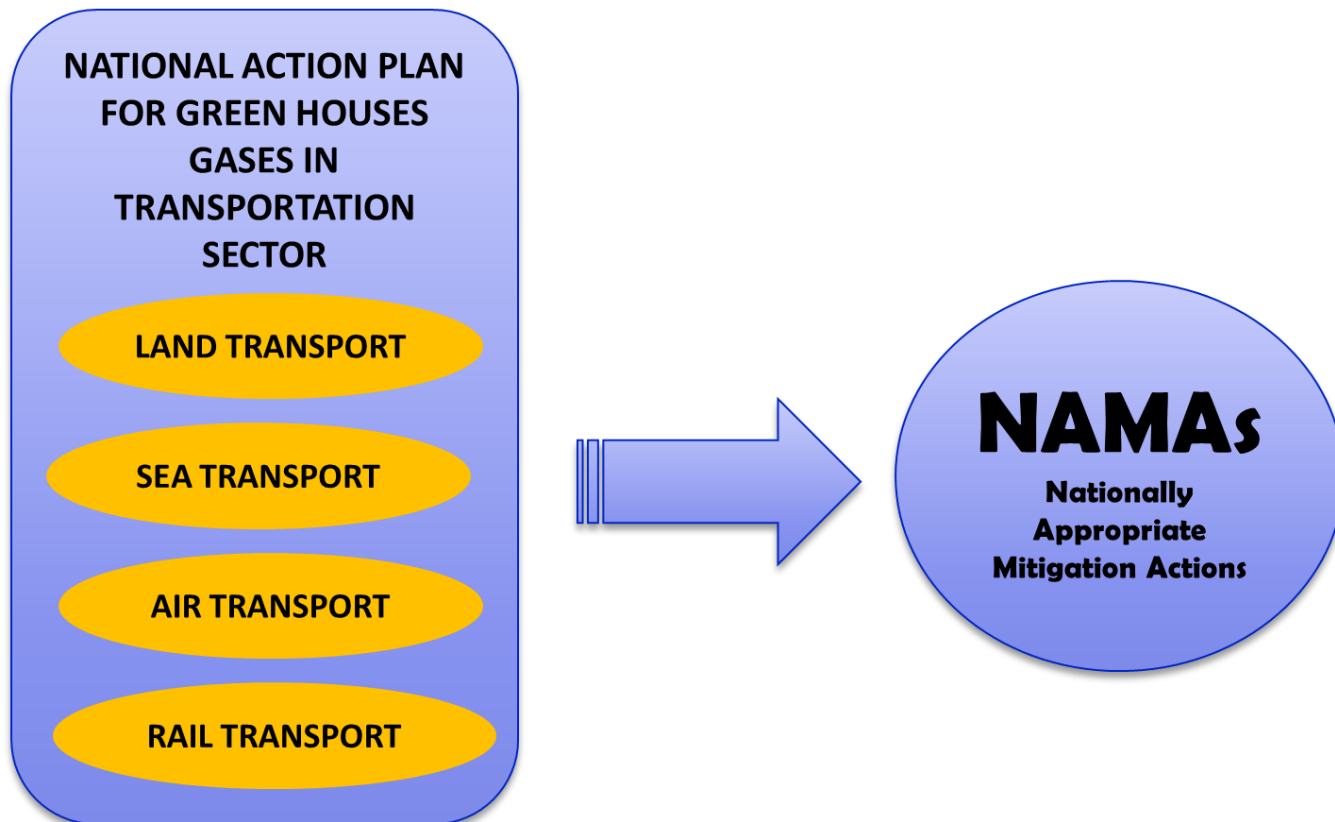 NATIONAL ACTION PLAN
FOR GREEN HOUSES
GASES IN
TRANSPORTATION
SECTOR
LAND TRANSPORT
SEA TRANSPORT
AIR TRANSPORT
RAIL TRANSPORT
NAMAs
Nationally
Appropriate
Mitigation Actions